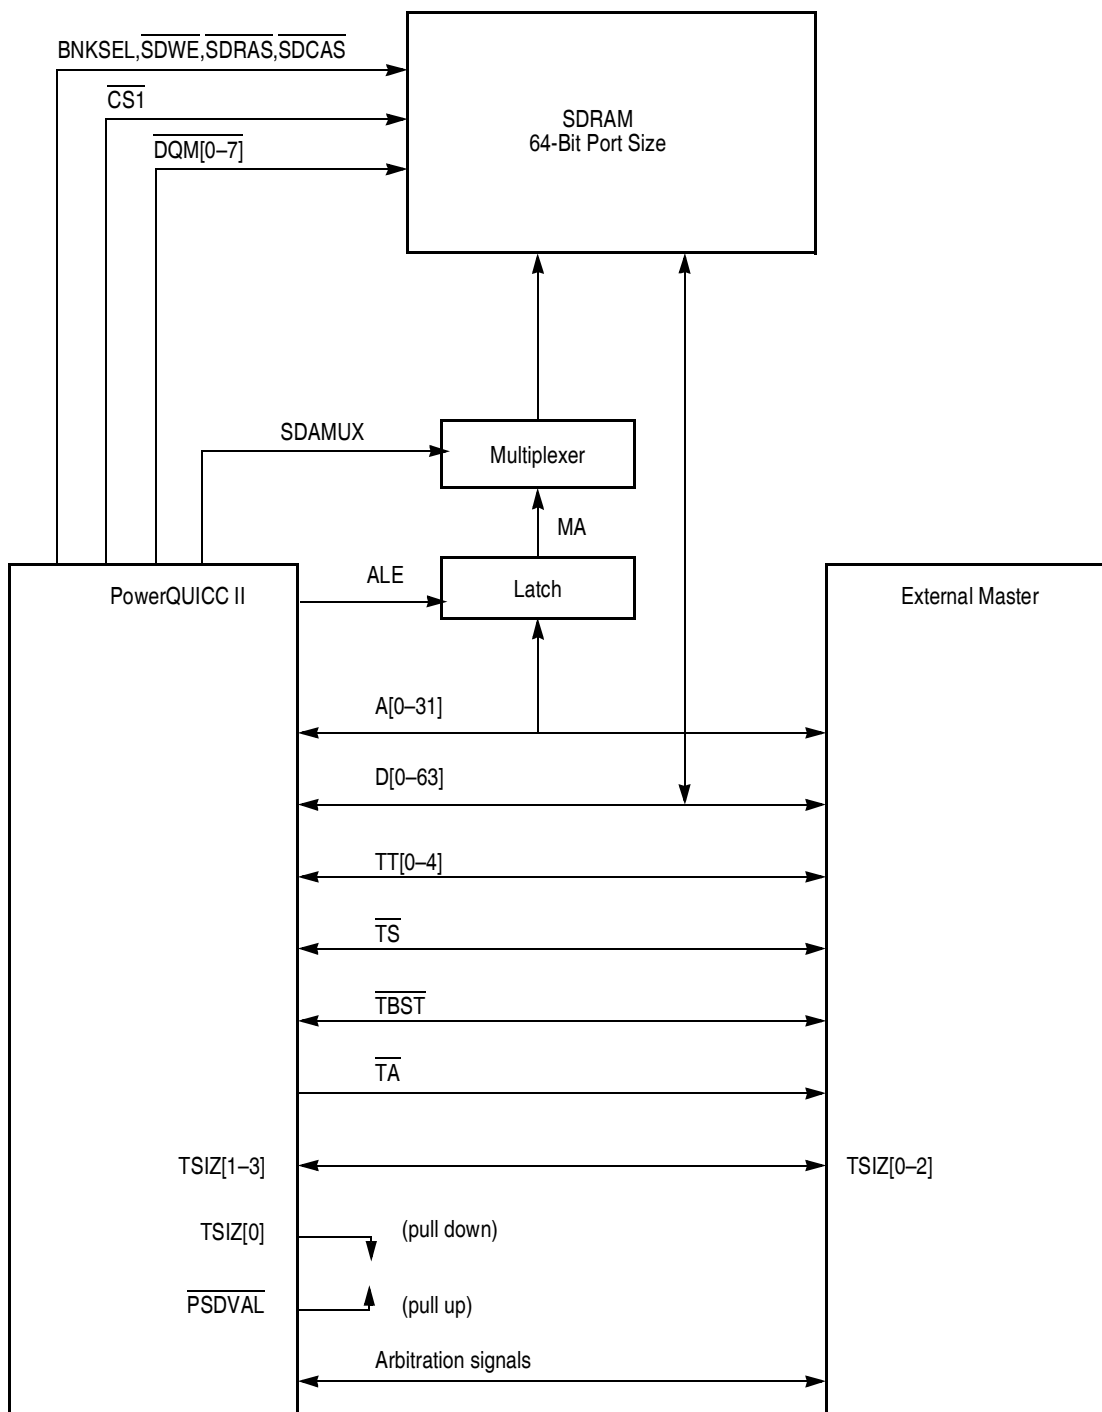 BNKSEL,SDWE,SDRAS,SDCAS
CS1
DQM[0–7]
SDRAM
64-Bit Port Size
SDAMUX
Multiplexer
MA
ALE
Latch
PowerQUICC II
External Master
A[0–31]
D[0–63]
TT[0–4]
TS
TBST
TA
TSIZ[1–3]
TSIZ[0–2]
TSIZ[0]
(pull down)
PSDVAL
(pull up)
Arbitration signals